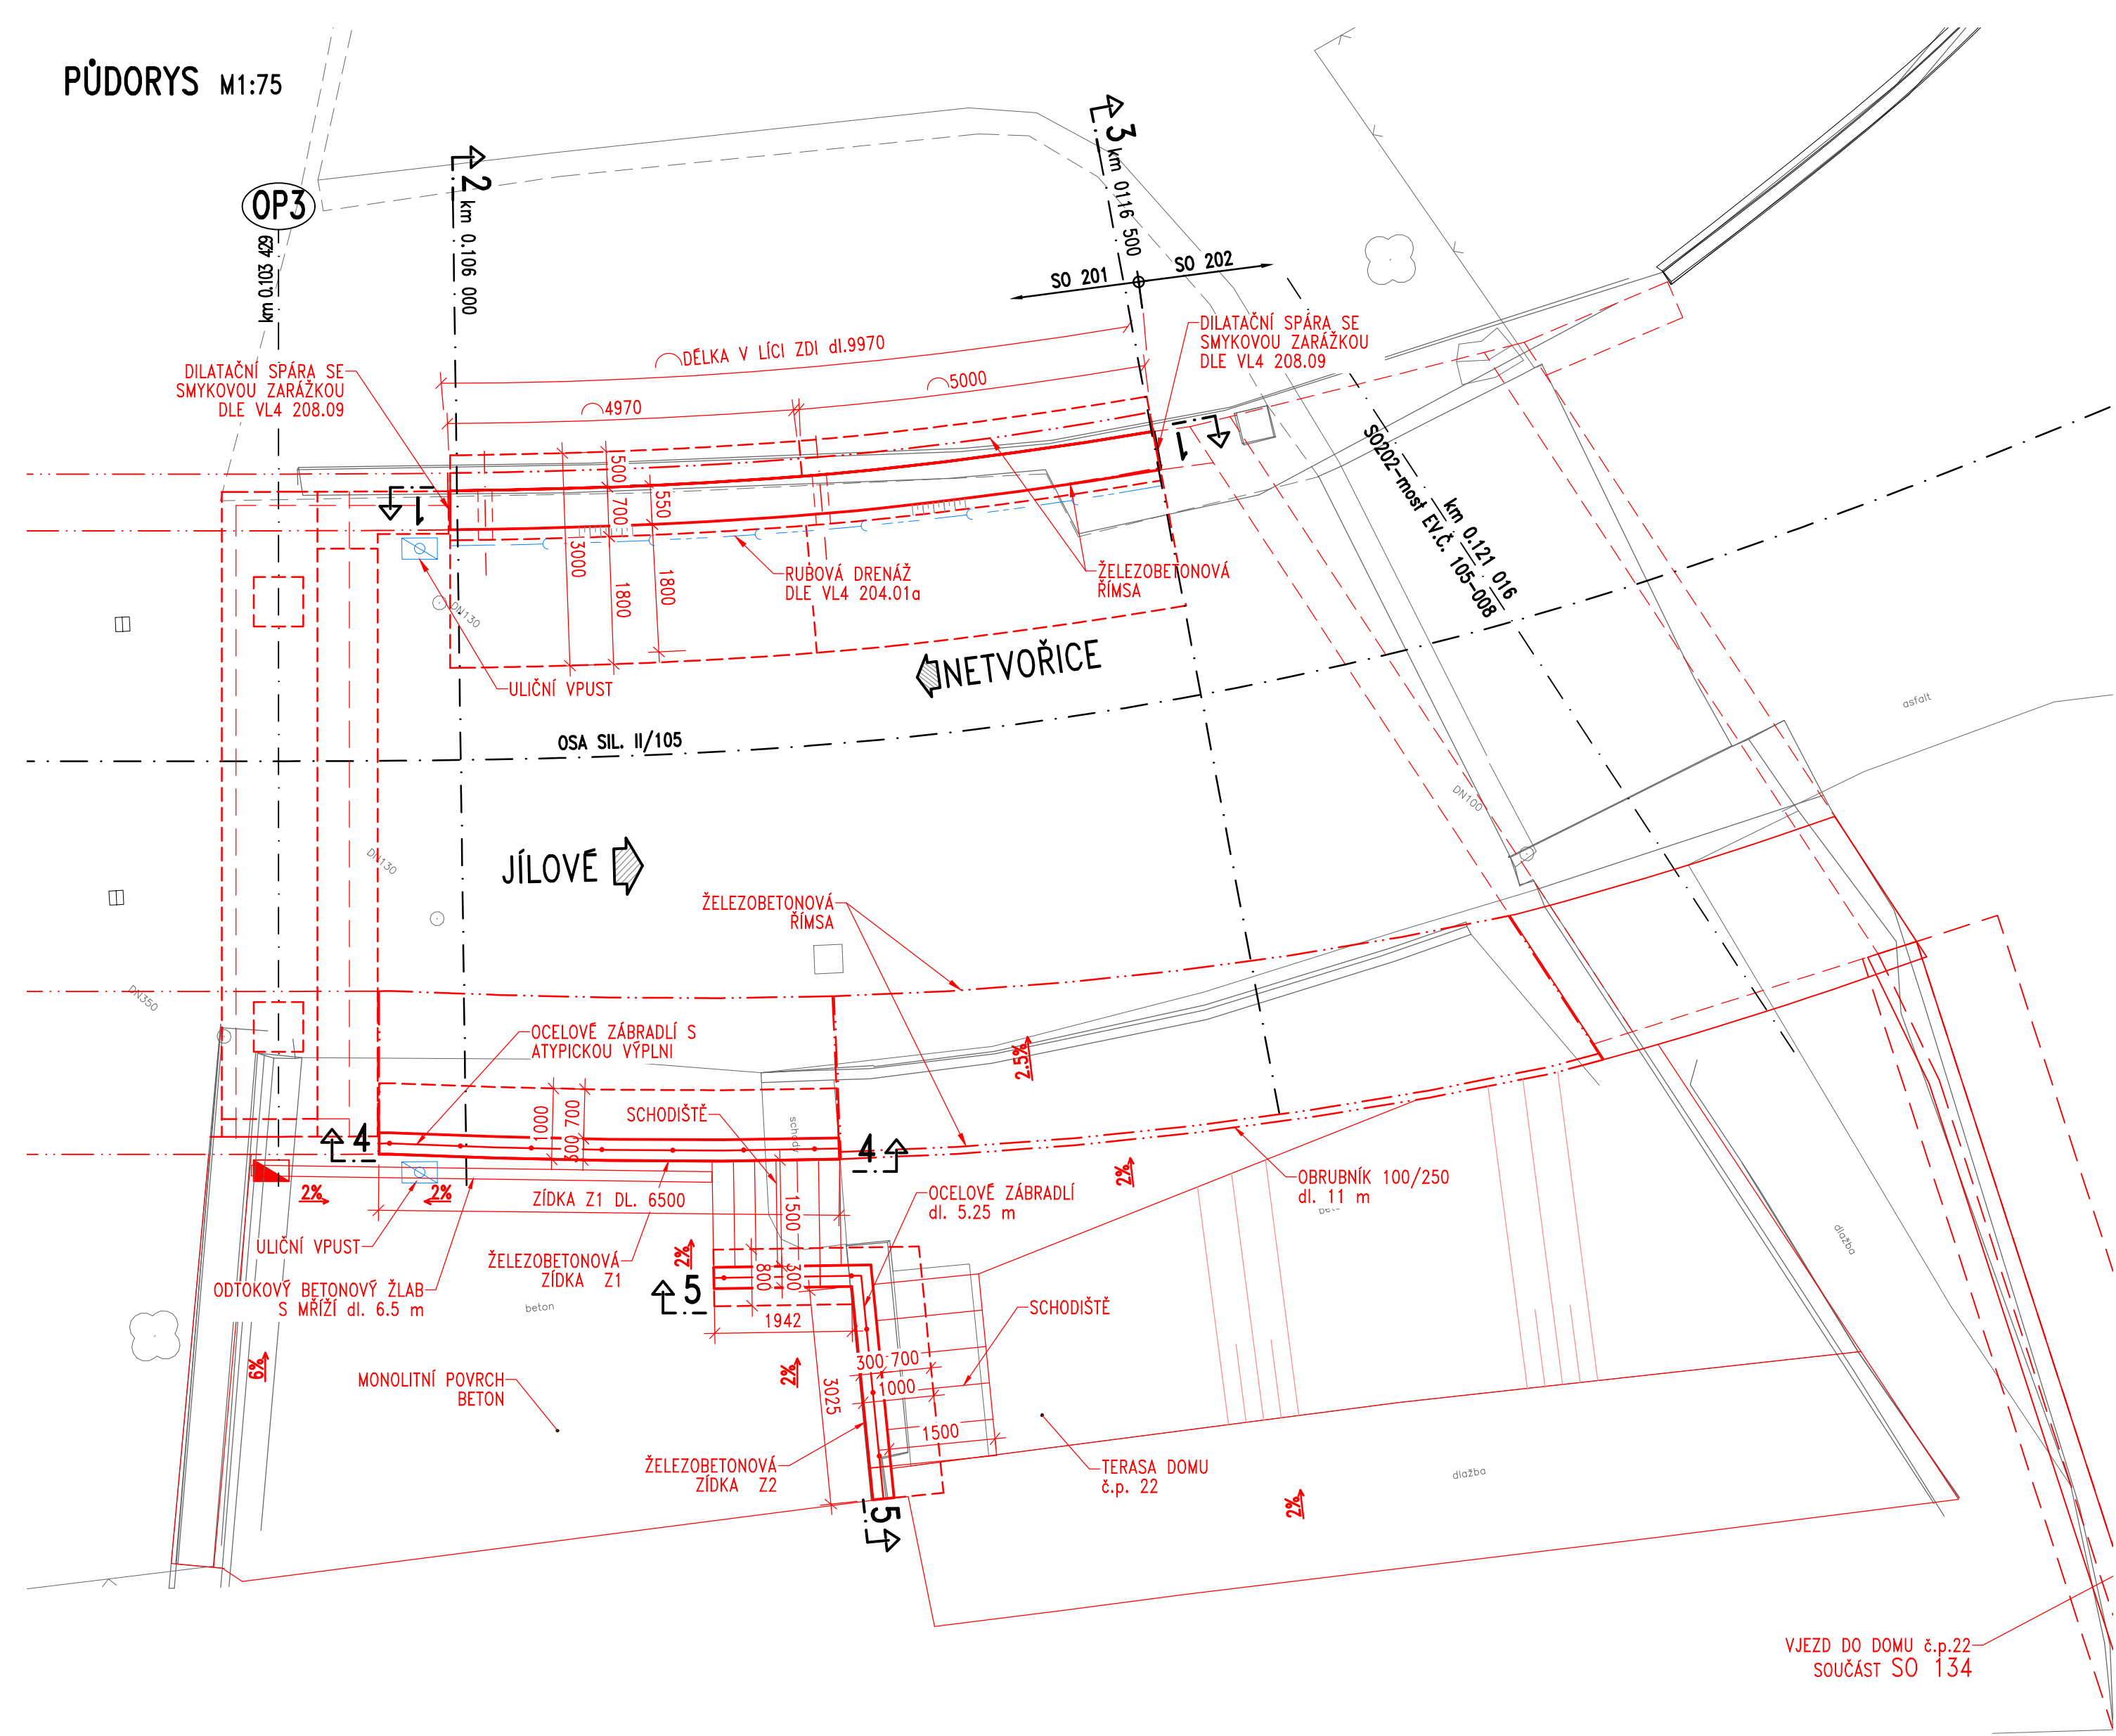 PŮDORYS M1:75
OP3
km 0.103 429
2
km 0.106 000
3
km 0116 500
SO 201
SO 202
DILATAČNÍ SPÁRA SE
SMYKOVOU ZARÁŽKOU
DLE VL4 208.09
DÉLKA V LÍCI ZDI dl.9970
4970
5000
DILATAČNÍ SPÁRA SE
SMYKOVOU ZARÁŽKOU
DLE VL4 208.09
1
1
500
700
550
3000
1800
1800
DN130
RUBOVÁ DRENÁŽ
DLE VL4 204.01a
ŽELEZOBETONOVÁ
ŘÍMSA
km 0.121 016
SO202-most EV.Č. 105-008
ULIČNÍ VPUST
NETVOŘICE
OSA SIL. II/105
asfalt
DN100
JÍLOVÉ
DN130
DN350
ŽELEZOBETONOVÁ
ŘÍMSA
OCELOVÉ ZÁBRADLÍ S
ATYPICKOU VÝPLNI
2.5%
1000
300 700
SCHODIŠTĚ
schody
4
4
2%
2%
2%
ZÍDKA Z1 DL. 6500
1500
OCELOVÉ ZÁBRADLÍ
dl. 5.25 m
OBRUBNÍK 100/250
dl. 11 m
ULIČNÍ VPUST
ŽELEZOBETONOVÁ
ZÍDKA Z1
2%
800
300
5
ODTOKOVÝ BETONOVÝ ŽLAB
S MŘÍŽÍ dl. 6.5 m
beton
1942
SCHODIŠTĚ
dlažba
6%
2%
MONOLITNÍ POVRCH
BETON
300 700
1000
3025
1500
ŽELEZOBETONOVÁ
ZÍDKA Z2
TERASA DOMU
č.p. 22
dlažba
2%
5
VJEZD DO DOMU č.p.22
SOUČÁST SO 134